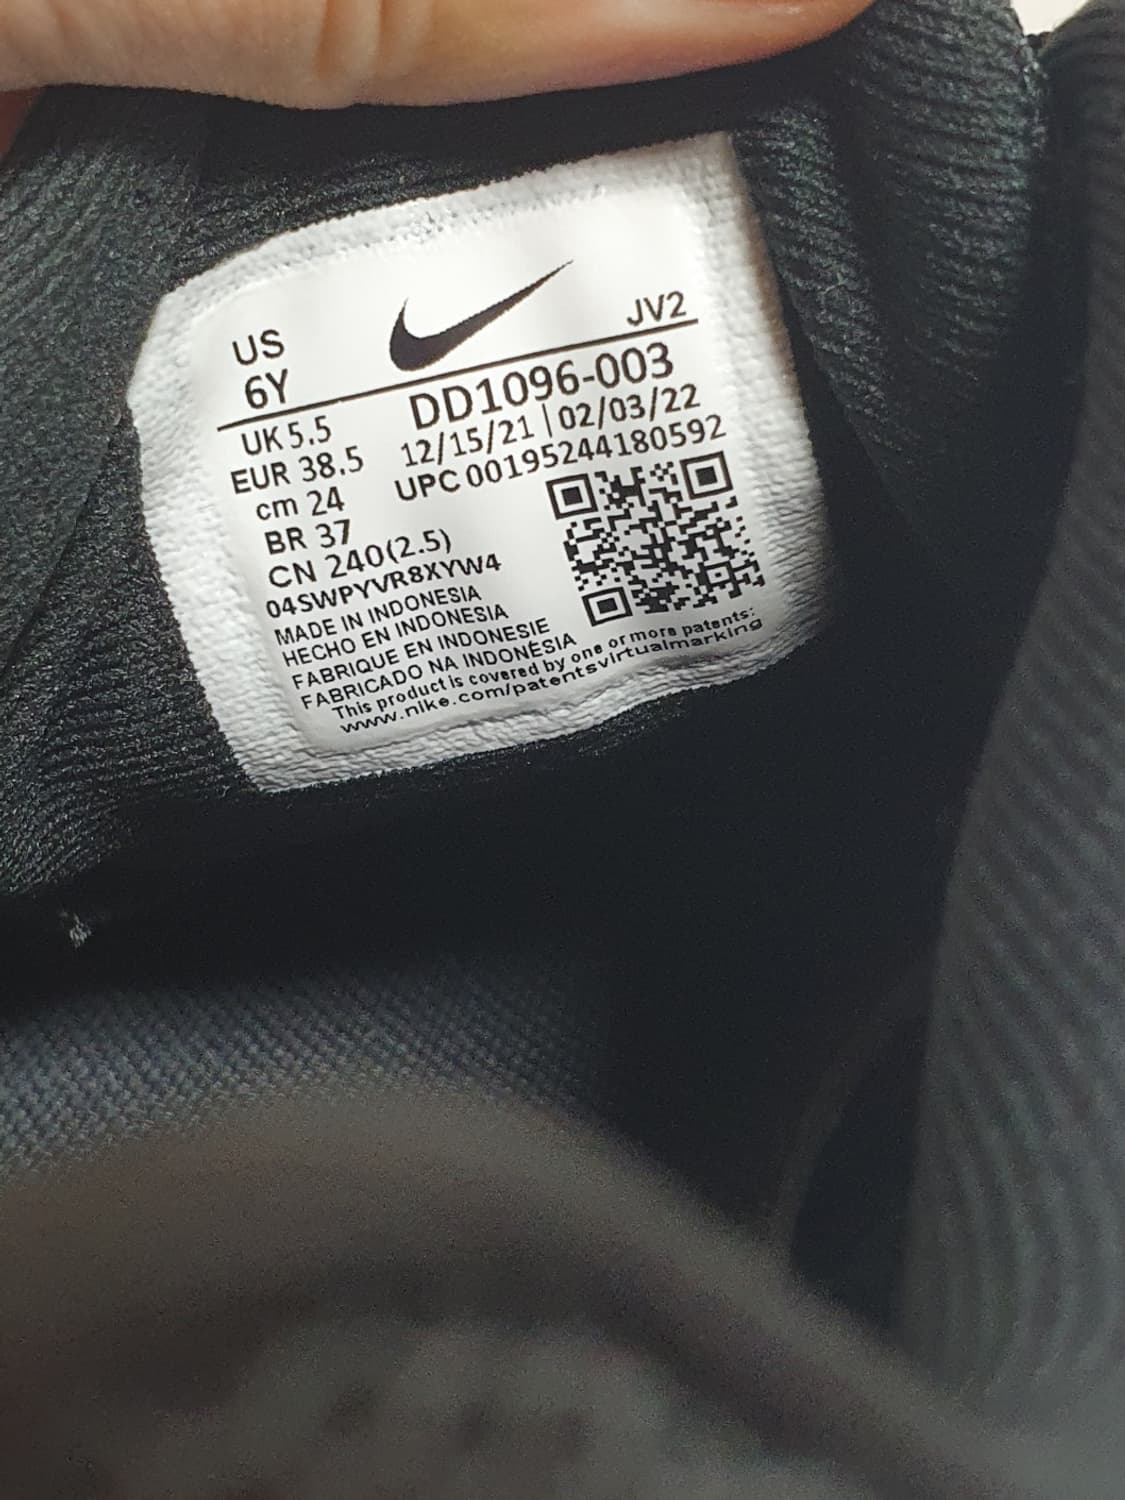 US
6Y
JV2
UK 5.5
EUR 38.5
cm 24
BR 37
CN 240(2.5)
DD1096-003
12/15/21 | 02/03/22
UPC 00195244180592
04SWPYVR8XYW4
MADE IN INDONESIA
HECHO EN INDONESIA
FABRIQUE EN INDONESIE
FABRICADO NA INDONÉSIA
This product is covered by one or more patents:
www.nike.com/patentsvirtualmarking